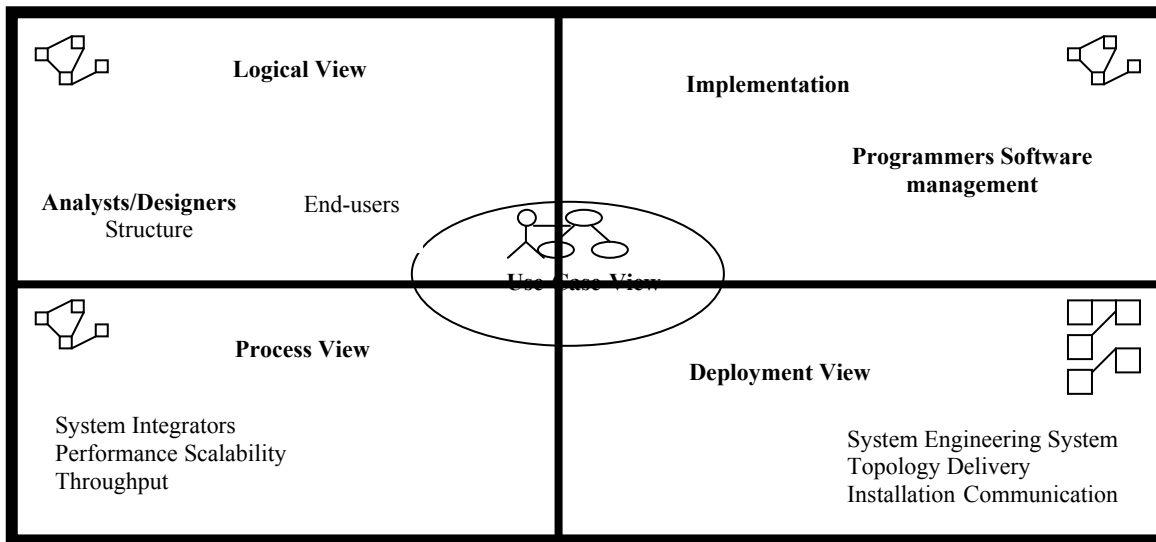 Logical View
Implementation
Programmers Software
management
Analysts/Designers
Structure
End-users
Use-Case View
Process View
Deployment View
System Integrators
Performance Scalability
Throughput
System Engineering System
Topology Delivery
Installation Communication